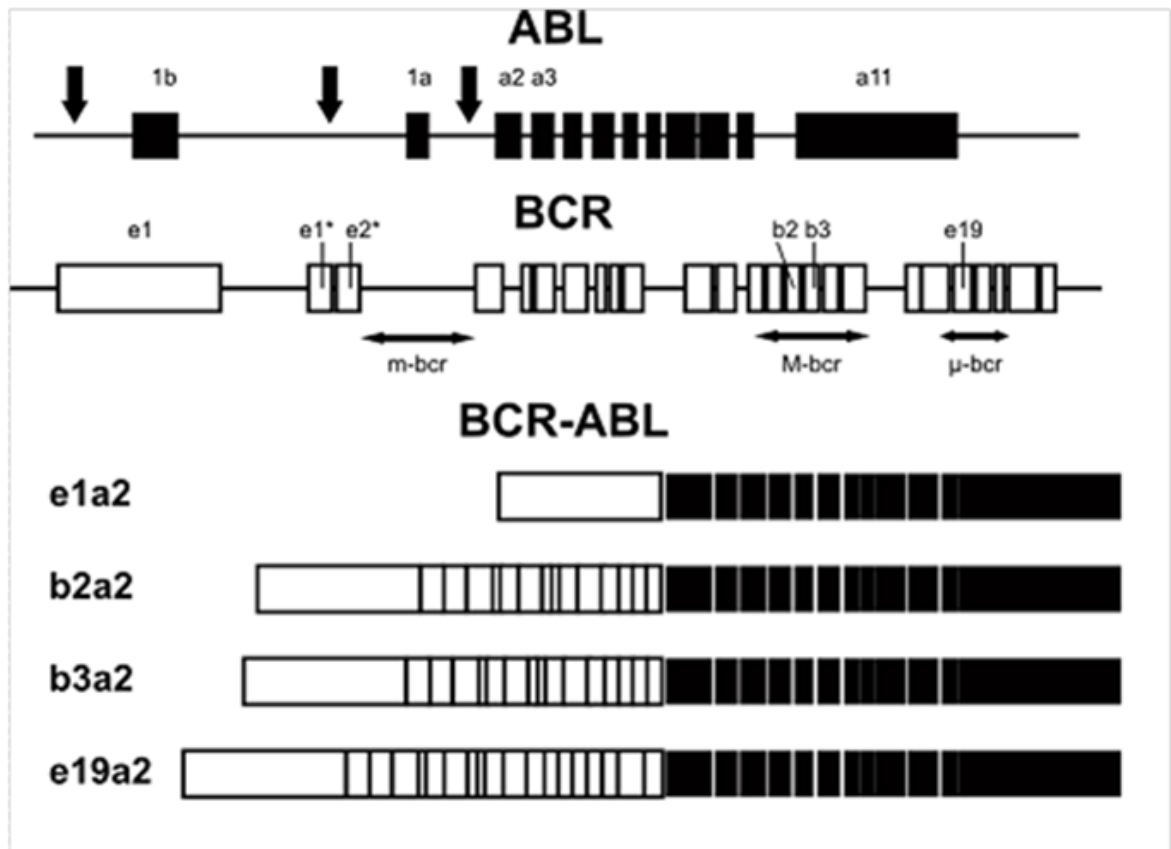 ABL
1b 1a a2 a3 a11
BCR
e1 e1* e2* b2 b3 e19
m-bcr M-bcr μ-bcr
BCR-ABL
e1a2
b2a2
b3a2
e19a2